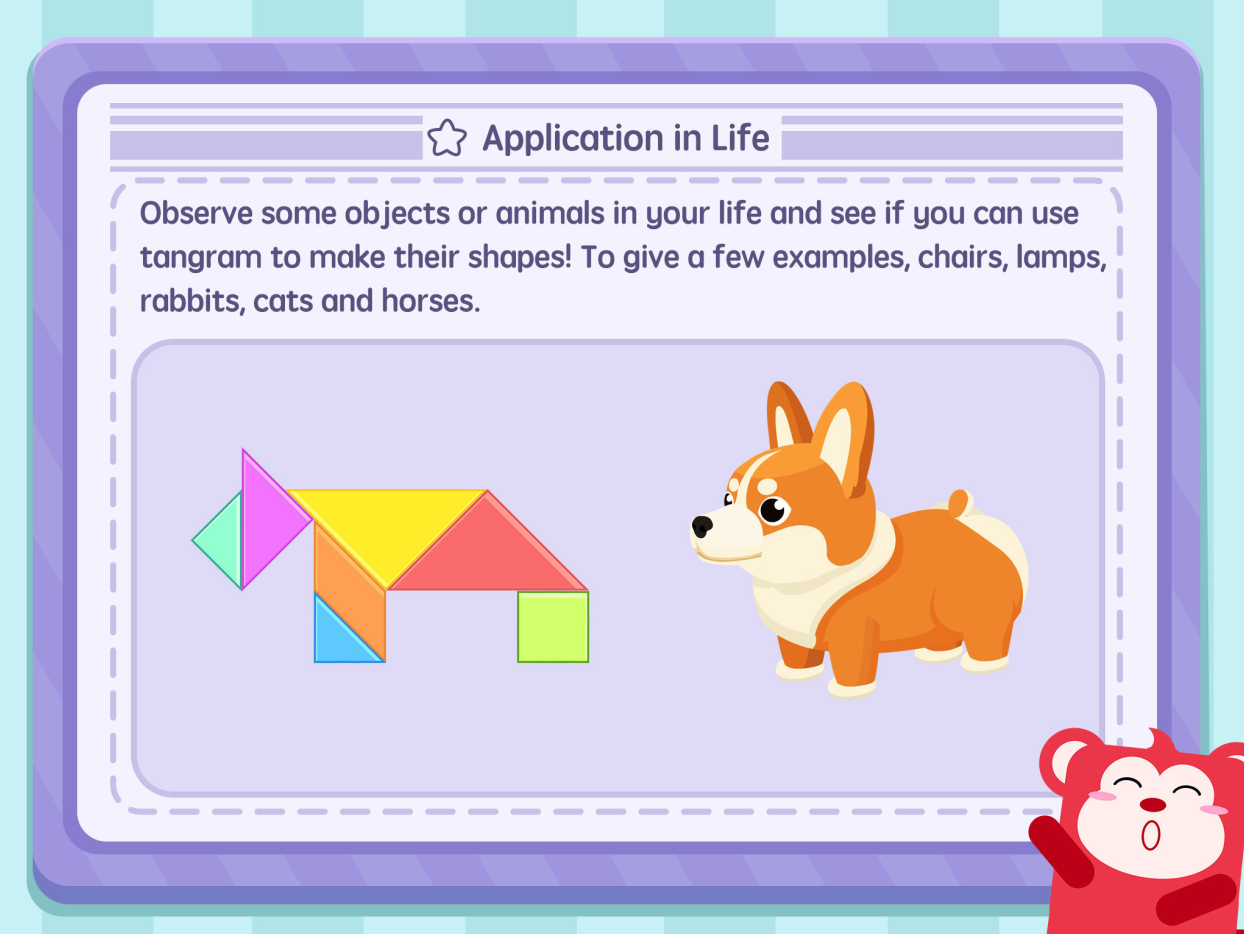 Application in Life
Observe some objects or animals in your life and see if you can use
tangram to make their shapes! To give a few examples, chairs, lamps,
rabbits, cats and horses.